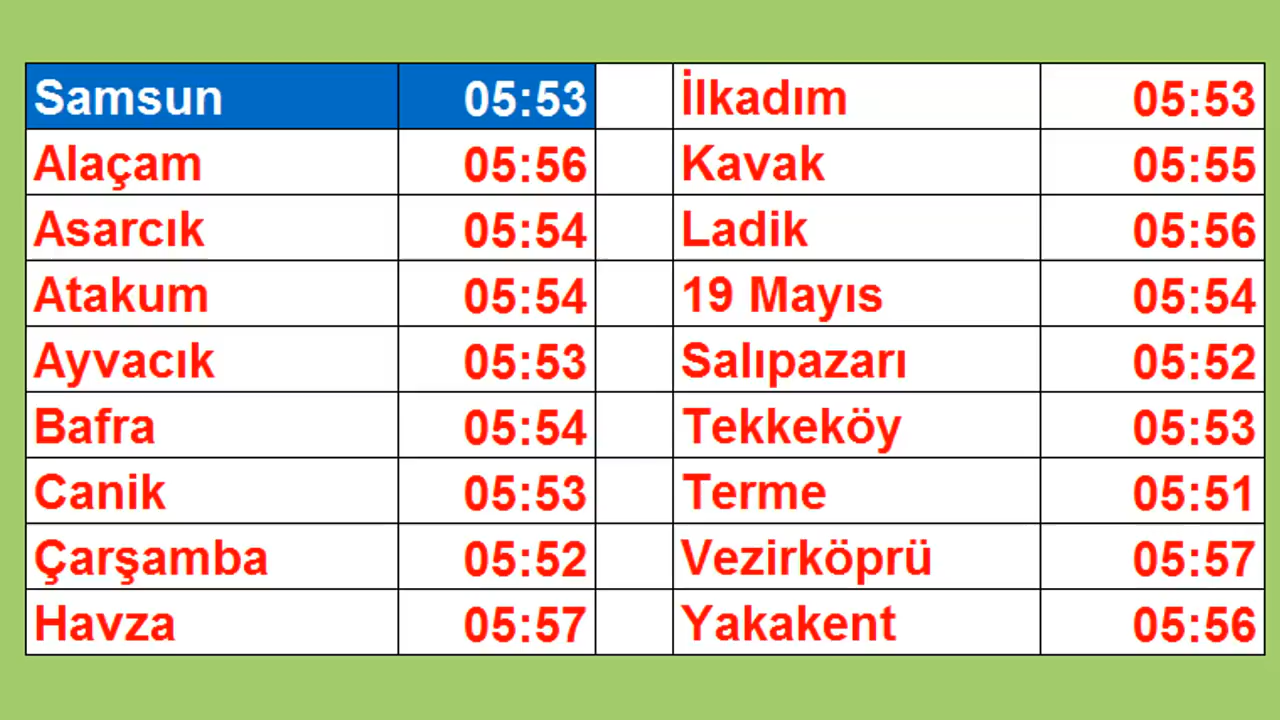 Samsun 05:53 İlkadım 05:53
Alaçam 05:56 Kavak 05:55
Asarcık 05:54 Ladik 05:56
Atakum 05:54 19 Mayıs 05:54
Ayvacık 05:53 Salıpazarı 05:52
Bafra 05:54 Tekkeköy 05:53
Canik 05:53 Terme 05:51
Çarşamba 05:52 Vezirköprü 05:57
Havza 05:57 Yakakent 05:56